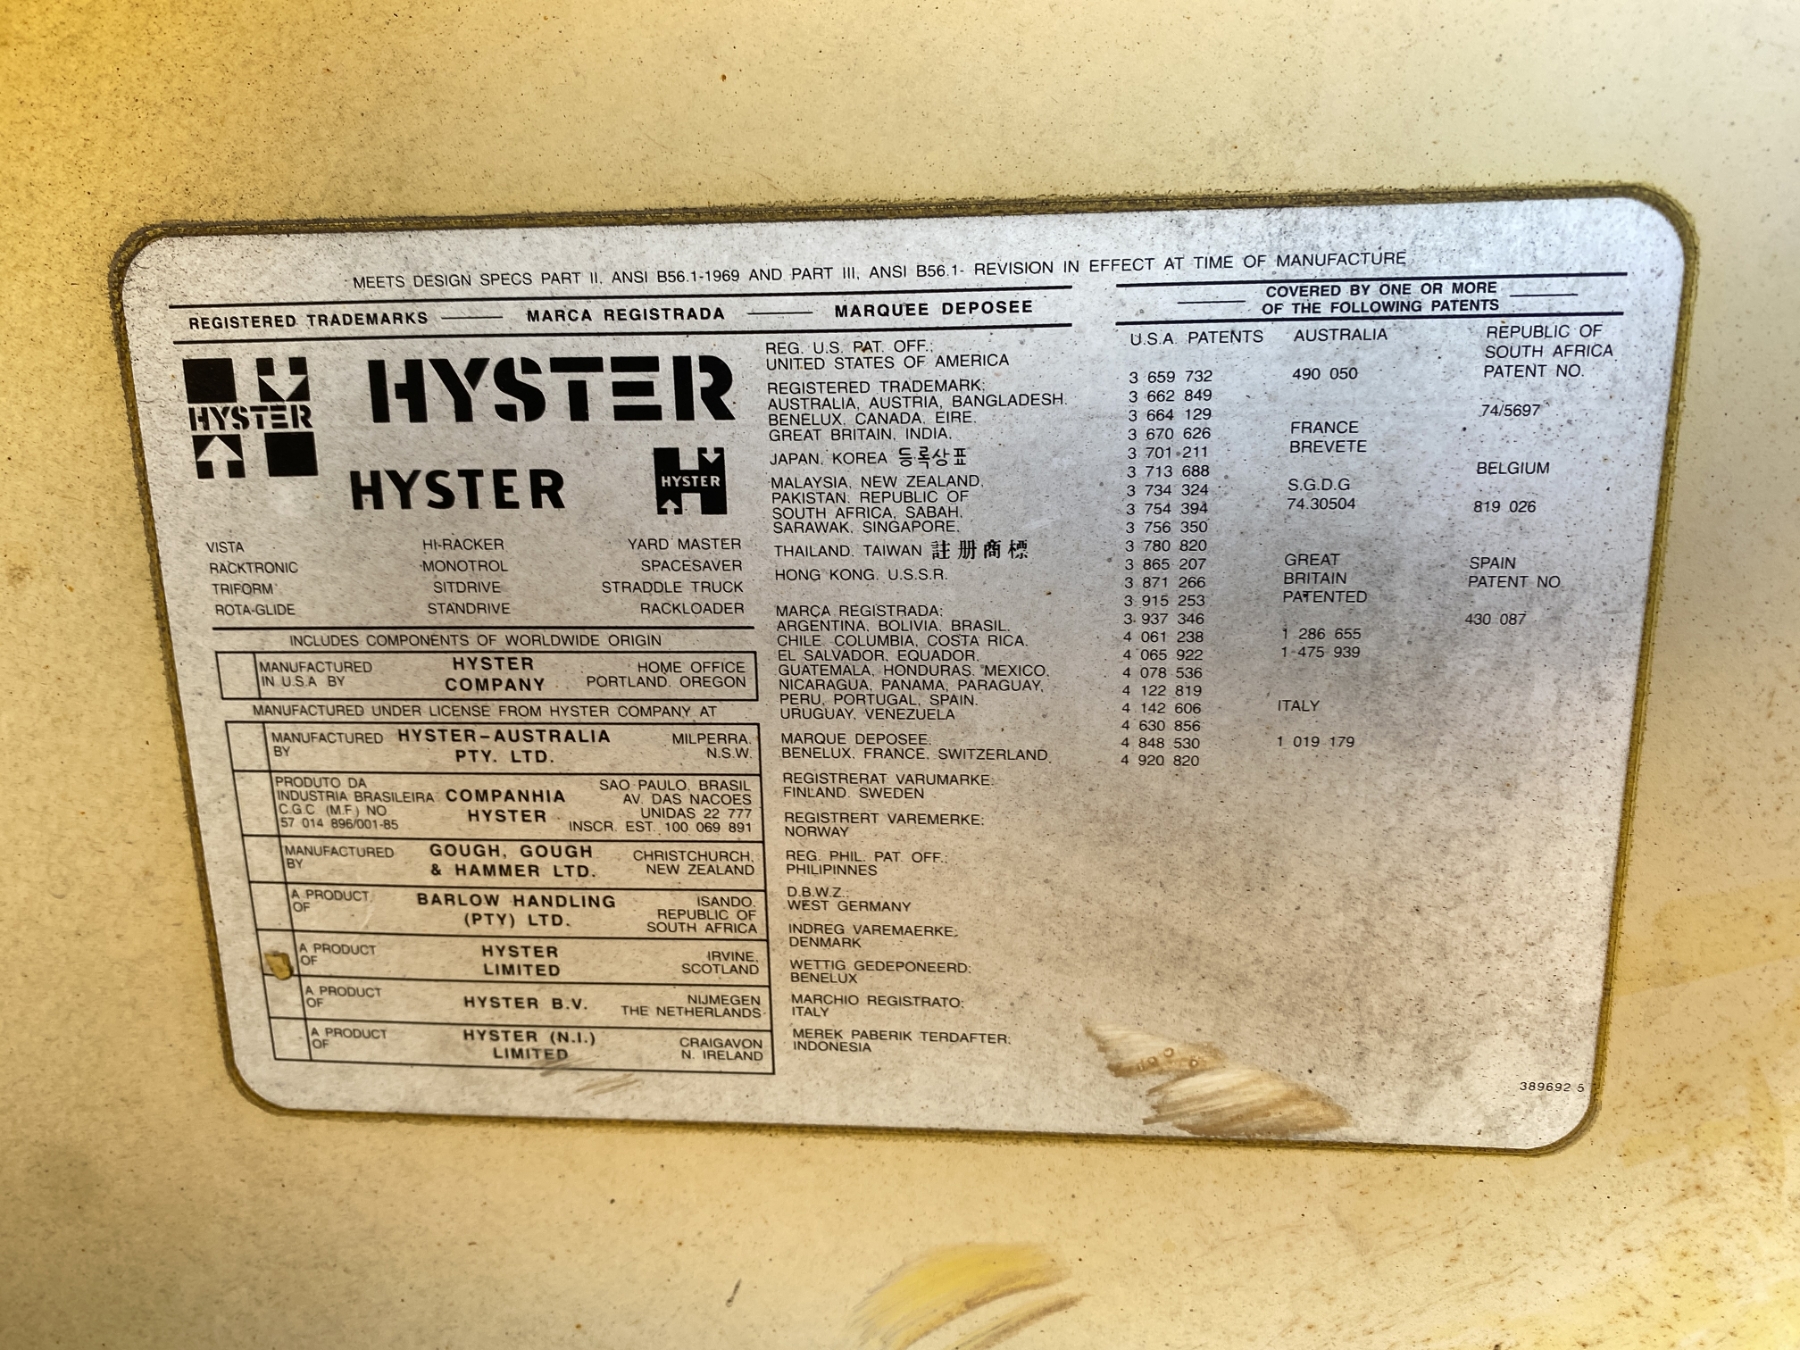 MEETS DESIGN SPECS PART II, ANSI B56.1-1969 AND PART III, ANSI B56.1- REVISION IN EFFECT AT TIME OF MANUFACTURE
REGISTERED TRADEMARKS MARCA REGISTRADA MARQUEE DEPOSEE
HYSTER
HYSTER
HYSTER
HYSTER
VISTA HI-RACKER YARD MASTER
RACKTRONIC MONOTROL SPACESAVER
TRIFORM SITDRIVE STRADDLE TRUCK
ROTA-GLIDE STANDRIVE RACKLOADER
INCLUDES COMPONENTS OF WORLDWIDE ORIGIN
MANUFACTURED
IN U.S.A BY
HYSTER
COMPANY
HOME OFFICE
PORTLAND, OREGON
MANUFACTURED UNDER LICENSE FROM HYSTER COMPANY AT
MANUFACTURED
BY
HYSTER-AUSTRALIA
PTY. LTD.
MILPERRA,
N.S.W.
PRODUTO DA
INDUSTRIA BRASILEIRA
C.G.C (M.F) NO
57 014 896/001-85
COMPANHIA
HYSTER
SAO PAULO, BRASIL
AV. DAS NACOES
UNIDAS 22 777
INSCR. EST. 100 069 891
MANUFACTURED
BY
GOUGH, GOUGH
& HAMMER LTD.
CHRISTCHURCH,
NEW ZEALAND
A PRODUCT
OF
BARLOW HANDLING
(PTY) LTD.
ISANDO,
REPUBLIC OF
SOUTH AFRICA
A PRODUCT
OF
HYSTER
LIMITED
IRVINE,
SCOTLAND
A PRODUCT
OF
HYSTER B.V.
NIJMEGEN
THE NETHERLANDS
A PRODUCT
OF
HYSTER (N.I.)
LIMITED
CRAIGAVON
N. IRELAND
REG. U.S. PAT. OFF.:
UNITED STATES OF AMERICA
REGISTERED TRADEMARK:
AUSTRALIA, AUSTRIA, BANGLADESH,
BENELUX, CANADA, EIRE,
GREAT BRITAIN, INDIA,
JAPAN, KOREA 등록상표
MALAYSIA, NEW ZEALAND,
PAKISTAN, REPUBLIC OF
SOUTH AFRICA, SABAH,
SARAWAK, SINGAPORE,
THAILAND, TAIWAN 註册商標
HONG KONG, U.S.S.R.
MARCA REGISTRADA:
ARGENTINA, BOLIVIA, BRASIL,
CHILE, COLUMBIA, COSTA RICA,
EL SALVADOR, EQUADOR,
GUATEMALA, HONDURAS, MEXICO,
NICARAGUA, PANAMA, PARAGUAY,
PERU, PORTUGAL, SPAIN,
URUGUAY, VENEZUELA
MARQUE DEPOSEE:
BENELUX, FRANCE, SWITZERLAND,
REGISTRERAT VARUMARKE:
FINLAND, SWEDEN
REGISTRERT VAREMERKE:
NORWAY
REG. PHIL. PAT. OFF.:
PHILIPINNES
D.B.W.Z.:
WEST GERMANY
INDREG VAREMAERKE:
DENMARK
WETTIG GEDEPONEERD:
BENELUX
MARCHIO REGISTRATO:
ITALY
MEREK PABERIK TERDAFTER:
INDONESIA
COVERED BY ONE OR MORE
OF THE FOLLOWING PATENTS
U.S.A. PATENTS
3 659 732
3 662 849
3 664 129
3 670 626
3 701 211
3 713 688
3 734 324
3 754 394
3 756 350
3 780 820
3 865 207
3 871 266
3 915 253
3 937 346
4 061 238
4 065 922
4 078 536
4 122 819
4 142 606
4 630 856
4 848 530
4 920 820
AUSTRALIA
490 050
FRANCE
BREVETE
S.G.D.G
74.30504
GREAT
BRITAIN
PATENTED
1 286 655
1 475 939
ITALY
1 019 179
REPUBLIC OF
SOUTH AFRICA
PATENT NO.
74/5697
BELGIUM
819 026
SPAIN
PATENT NO.
430 087
389692 5